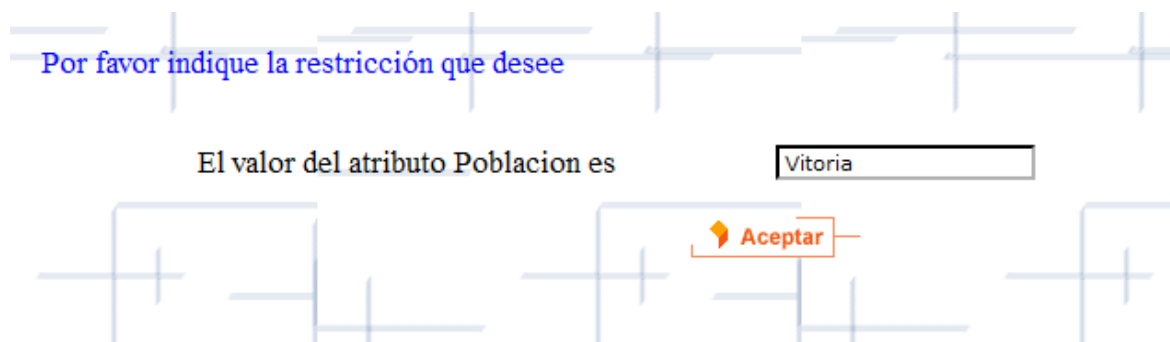 Por favor indique la restricción que desee
El valor del atributo Poblacion es Vitoria
Aceptar